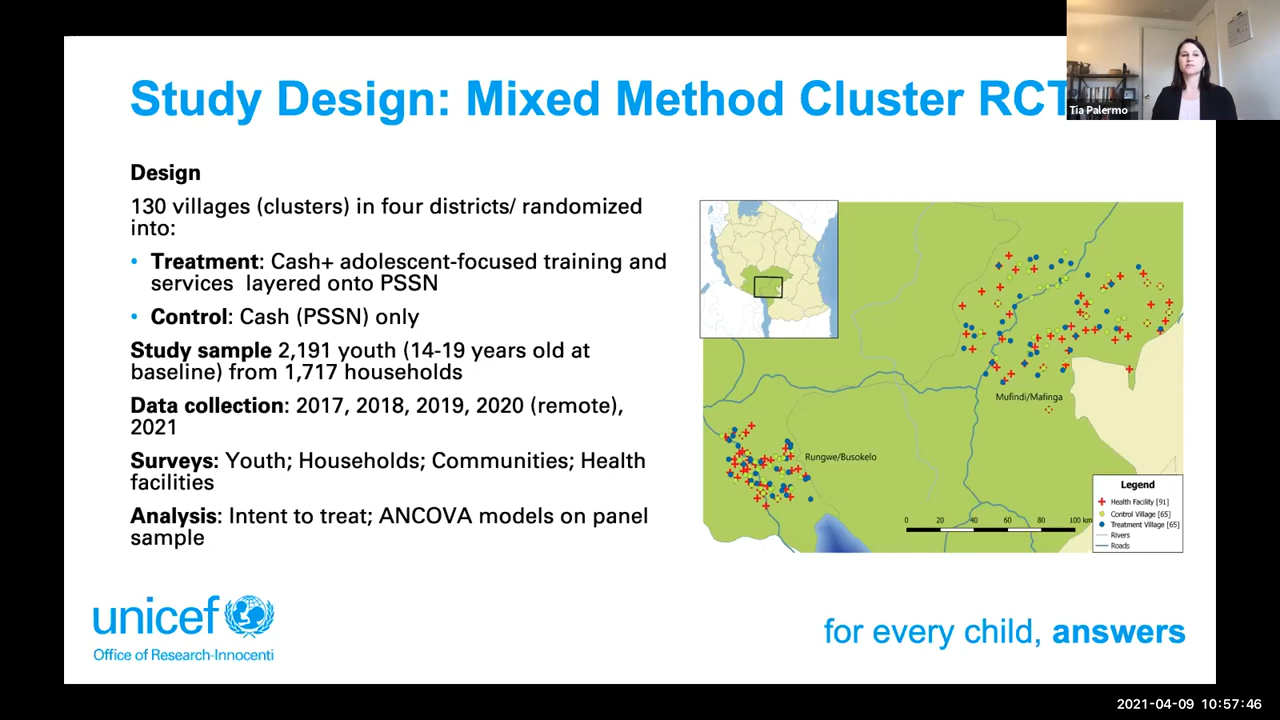 Study Design: Mixed Method Cluster RCT
Tia Palermo
Design
130 villages (clusters) in four districts/ randomized
into:
• Treatment: Cash+ adolescent-focused training and
services layered onto PSSN
• Control: Cash (PSSN) only
Study sample 2,191 youth (14-19 years old at
baseline) from 1,717 households
Data collection: 2017, 2018, 2019, 2020 (remote),
2021
Surveys: Youth; Households; Communities; Health
facilities
Analysis: Intent to treat; ANCOVA models on panel
sample
Mufindi/Mafinga
Rungwe/Busokelo
0 20 40 60 80 100 km
Legend
Health Facility [91]
Control Village [65]
Treatment Village [65]
Rivers
Roads
unicef
Office of Research-Innocenti
for every child, answers
2021-04-09 10:57:46